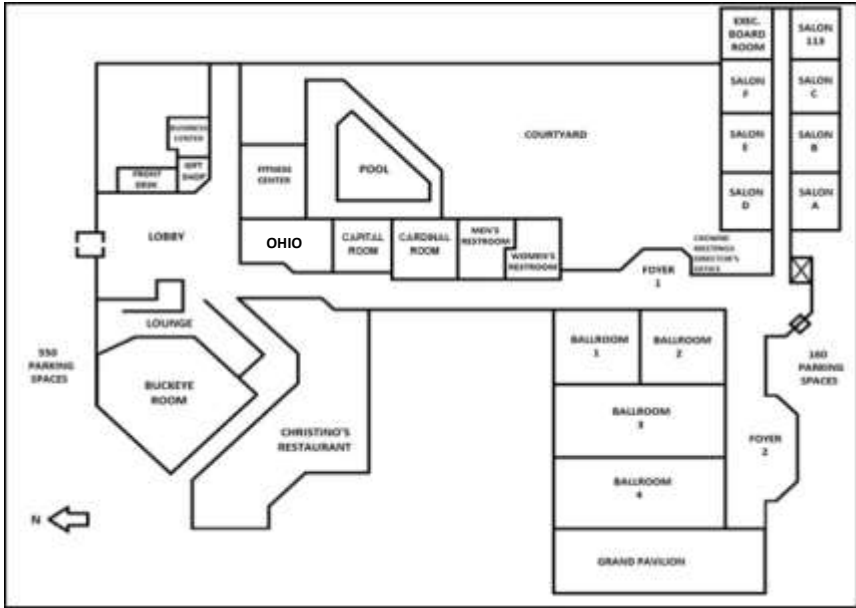 EXEC.
BOARD
ROOM
SALON
113
SALON
F
SALON
C
BUSINESS
CENTER
COURTYARD
SALON
E
SALON
B
GIFT
SHOP
FRONT
DESK
FITNESS
CENTER
POOL
SALON
D
SALON
A
LOBBY
OHIO
CAPITAL
ROOM
CARDINAL
ROOM
MEN'S
RESTROOM
WOMEN'S
RESTROOM
FOYER
1
CROWNE
MEETINGS
DIRECTOR'S
OFFICE
LOUNGE
550
PARKING
SPACES
BUCKEYE
ROOM
BALLROOM
1
BALLROOM
2
160
PARKING
SPACES
CHRISTINO'S
RESTAURANT
BALLROOM
3
FOYER
2
BALLROOM
4
N
GRAND PAVILION